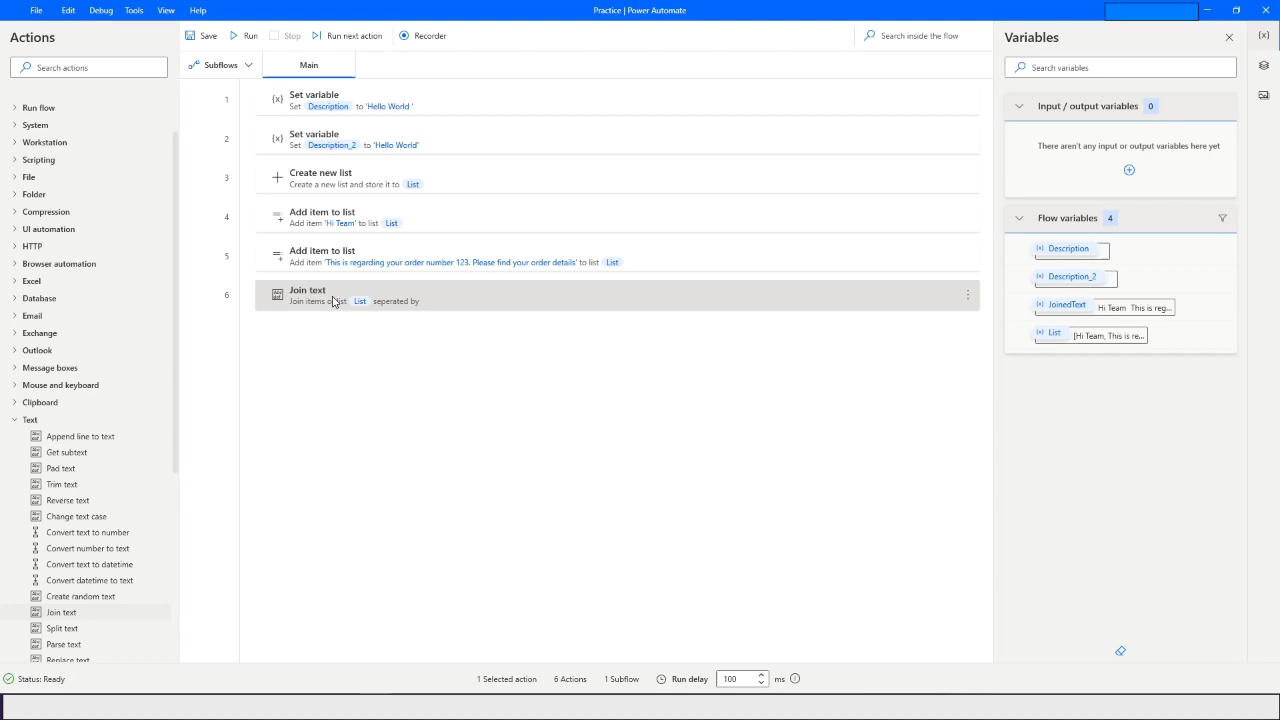 File Edit Debug Tools View Help
Practice | Power Automate
Actions
Search actions
Run flow
System
Workstation
Scripting
File
Folder
Compression
UI automation
HTTP
Browser automation
Excel
Database
Email
Exchange
Outlook
Message boxes
Mouse and keyboard
Clipboard
Text
Append line to text
Get subtext
Pad text
Trim text
Reverse text
Change text case
Convert text to number
Convert number to text
Convert text to datetime
Convert datetime to text
Create random text
Join text
Split text
Parse text
Replace text
Save Run Stop Run next action Recorder
Search inside the flow
Subflows Main
1 Set variable
Set Description to 'Hello World '
2 Set variable
Set Description_2 to 'Hello World'
3 Create new list
Create a new list and store it to List
4 Add item to list
Add item 'Hi Team' to list List
5 Add item to list
Add item 'This is regarding your order number 123. Please find your order details' to list List
6 Join text
Join items of list List seperated by
Variables
Search variables
Input / output variables 0
There aren't any input or output variables here yet
Flow variables 4
Description
Description_2
JoinedText Hi Team This is reg...
List [Hi Team, This is re...
Status: Ready
1 Selected action 6 Actions 1 Subflow Run delay 100 ms